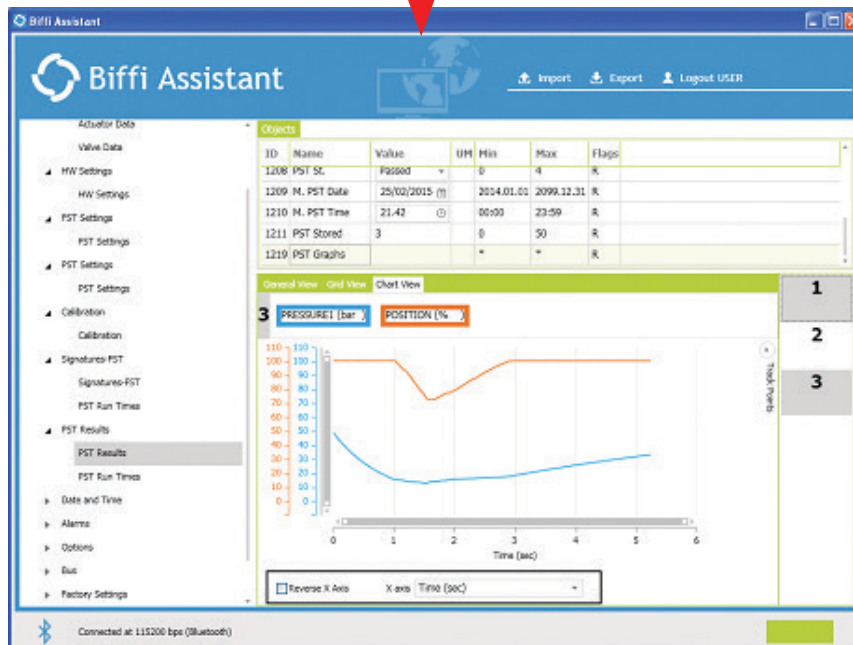 Biffi Assistant
Biffi Assistant
Import Export Logout USER
Actuator Data
Valve Data
HW Settings
HW Settings
PST Settings
PST Settings
PST Settings
Calibration
Calibration
Signatures-PST
Signatures-PST
PST Run Times
PST Results
PST Results
PST Run Times
Date and Time
Alarms
Options
Bus
Factory Settings
Objects
ID Name Value UM Min Max Flags
1208 PST St. Passed 0 4 R
1209 M. PST Date 25/02/2015 2014.01.01 2099.12.31 R
1210 M. PST Time 21.42 00:00 23:59 R
1211 PST Stored 3 0 50 R
1219 PST Graphs * * R
General View Grid View Chart View
3 PRESSURE1 (bar ) POSITION (% )
110 110
100 100
90 90
80 80
70 70
60 60
50 50
40 40
30 30
20 20
10 10
0 0
0 1 2 3 4 5 6
Time (sec)
Track Points
1
2
3
Reverse X Axis X axis Time (sec)
Connected at 115200 bps (Bluetooth)